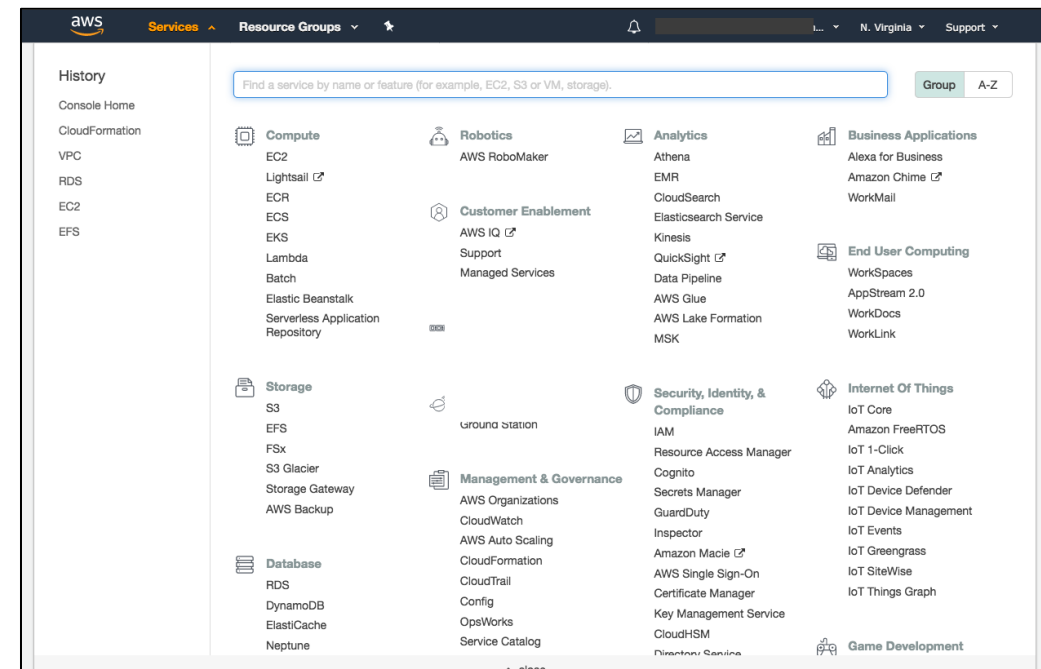 aws
Services
Resource Groups
N. Virginia
Support
History
Console Home
CloudFormation
VPC
RDS
EC2
EFS
Find a service by name or feature (for example, EC2, S3 or VM, storage).
Group
A-Z
Compute
EC2
Lightsail
ECR
ECS
EKS
Lambda
Batch
Elastic Beanstalk
Serverless Application
Repository
Storage
S3
EFS
FSx
S3 Glacier
Storage Gateway
AWS Backup
Database
RDS
DynamoDB
ElastiCache
Neptune
Robotics
AWS RoboMaker
Customer Enablement
AWS IQ
Support
Managed Services
Ground Station
Management & Governance
AWS Organizations
CloudWatch
AWS Auto Scaling
CloudFormation
CloudTrail
Config
OpsWorks
Service Catalog
Analytics
Athena
EMR
CloudSearch
Elasticsearch Service
Kinesis
QuickSight
Data Pipeline
AWS Glue
AWS Lake Formation
MSK
Security, Identity, &
Compliance
IAM
Resource Access Manager
Cognito
Secrets Manager
GuardDuty
Inspector
Amazon Macie
AWS Single Sign-On
Certificate Manager
Key Management Service
CloudHSM
Directory Service
Business Applications
Alexa for Business
Amazon Chime
WorkMail
End User Computing
WorkSpaces
AppStream 2.0
WorkDocs
WorkLink
Internet Of Things
IoT Core
Amazon FreeRTOS
IoT 1-Click
IoT Analytics
IoT Device Defender
IoT Device Management
IoT Events
IoT Greengrass
IoT SiteWise
IoT Things Graph
Game Development